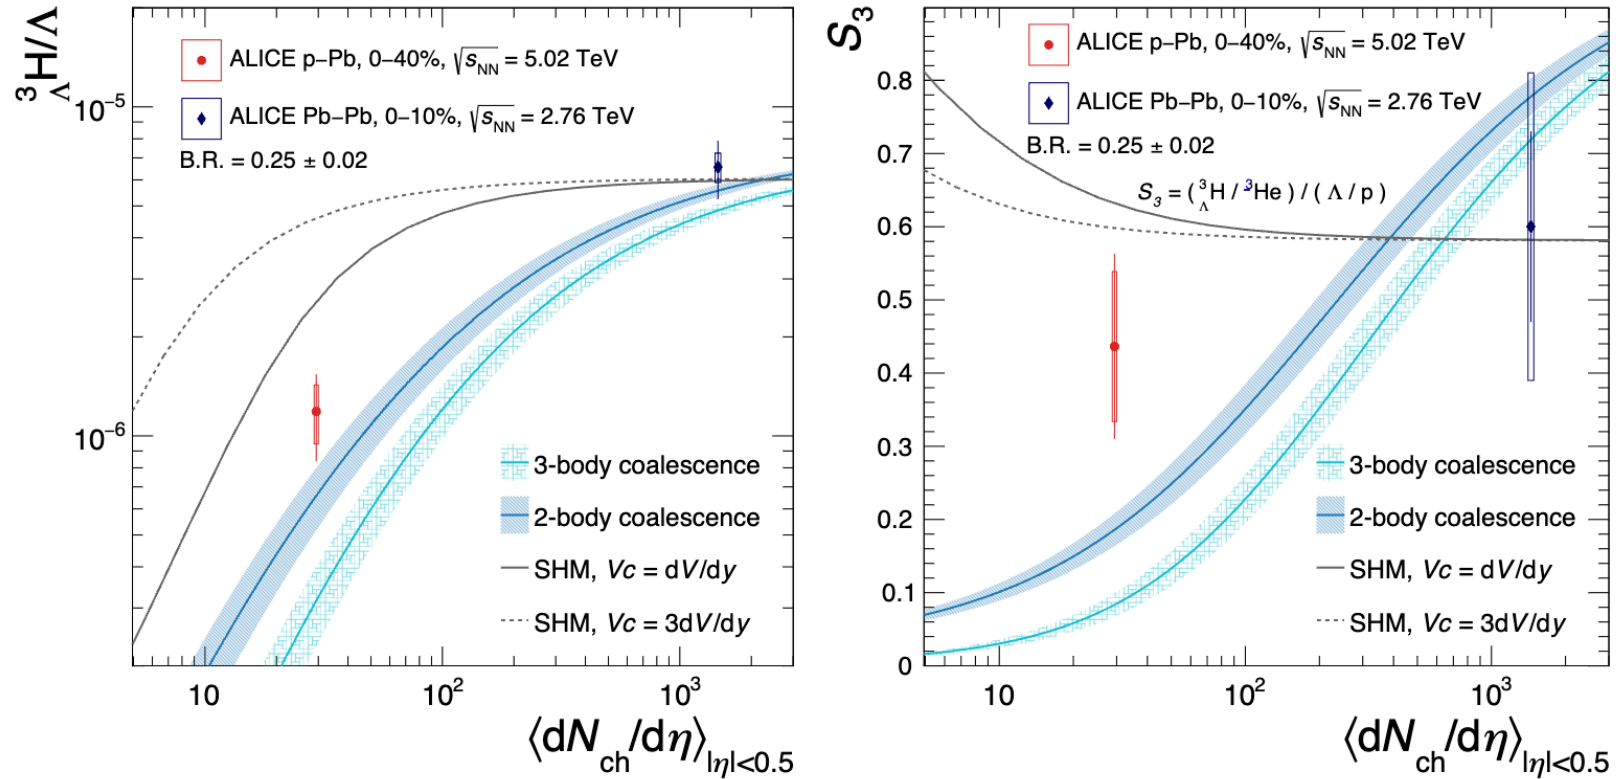 ³ΛH/Λ
ALICE p−Pb, 0−40%, √sNN = 5.02 TeV
ALICE Pb−Pb, 0−10%, √sNN = 2.76 TeV
B.R. = 0.25 ± 0.02
10⁻⁵
10⁻⁶
3-body coalescence
2-body coalescence
SHM, Vc = dV/dy
SHM, Vc = 3dV/dy
10 10² 10³
⟨dNch/dη⟩|η|<0.5
S₃
ALICE p−Pb, 0−40%, √sNN = 5.02 TeV
ALICE Pb−Pb, 0−10%, √sNN = 2.76 TeV
B.R. = 0.25 ± 0.02
S₃ = (³ΛH / ³He) / (Λ / p)
0.8
0.7
0.6
0.5
0.4
0.3
0.2
0.1
0
3-body coalescence
2-body coalescence
SHM, Vc = dV/dy
SHM, Vc = 3dV/dy
10 10² 10³
⟨dNch/dη⟩|η|<0.5